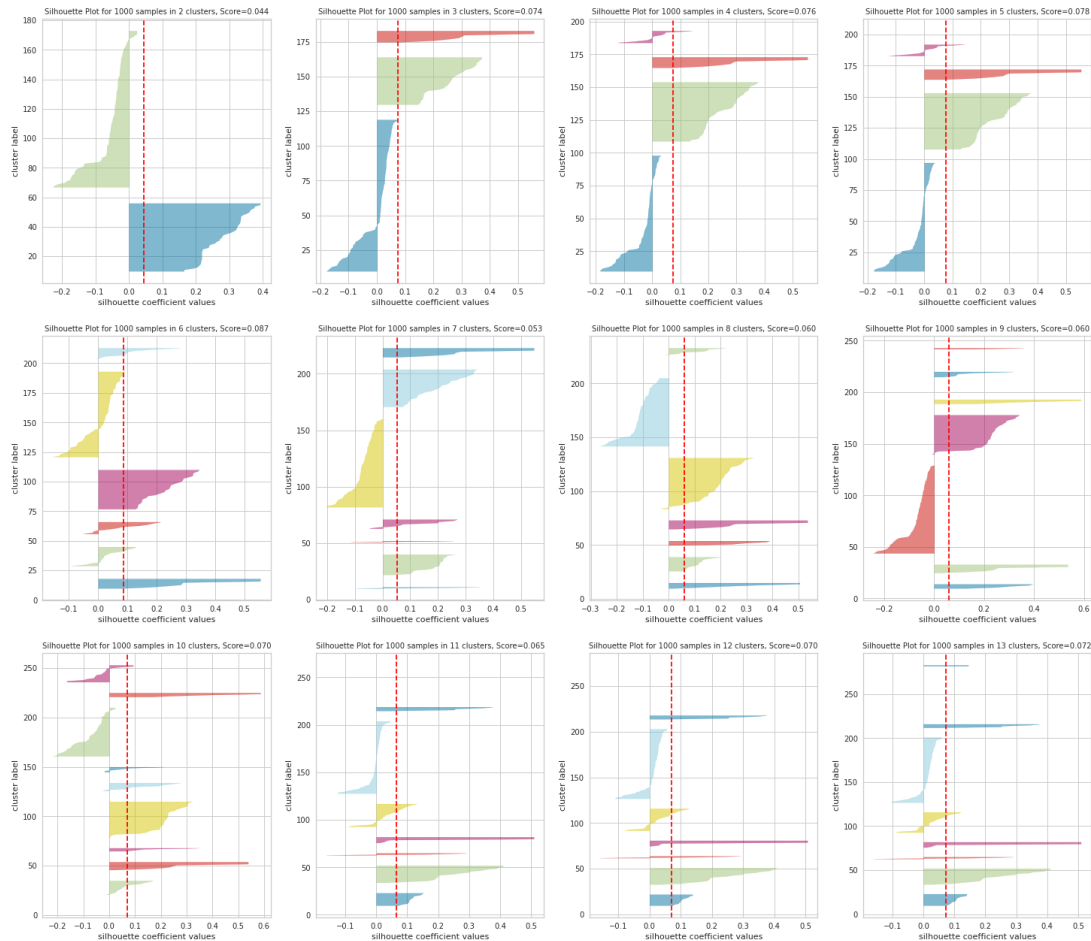 Silhouette Plot for 1000 samples in 2 clusters, Score=0.044
180
160
140
120
100
80
60
40
20
cluster label
−0.2 −0.1 0.0 0.1 0.2 0.3 0.4
silhouette coefficient values
Silhouette Plot for 1000 samples in 3 clusters, Score=0.074
175
150
125
100
75
50
25
cluster label
−0.1 0.0 0.1 0.2 0.3 0.4 0.5
silhouette coefficient values
Silhouette Plot for 1000 samples in 4 clusters, Score=0.076
200
175
150
125
100
75
50
25
cluster label
−0.2 −0.1 0.0 0.1 0.2 0.3 0.4 0.5
silhouette coefficient values
Silhouette Plot for 1000 samples in 5 clusters, Score=0.078
200
175
150
125
100
75
50
25
cluster label
−0.1 0.0 0.1 0.2 0.3 0.4 0.5
silhouette coefficient values
Silhouette Plot for 1000 samples in 6 clusters, Score=0.087
200
175
150
125
100
75
50
25
0
cluster label
−0.1 0.0 0.1 0.2 0.3 0.4 0.5
silhouette coefficient values
Silhouette Plot for 1000 samples in 7 clusters, Score=0.053
200
150
100
50
0
cluster label
−0.2 −0.1 0.0 0.1 0.2 0.3 0.4 0.5
silhouette coefficient values
Silhouette Plot for 1000 samples in 8 clusters, Score=0.060
200
150
100
50
0
cluster label
−0.3 −0.2 −0.1 0.0 0.1 0.2 0.3 0.4 0.5
silhouette coefficient values
Silhouette Plot for 1000 samples in 9 clusters, Score=0.060
250
200
150
100
50
0
cluster label
−0.2 0.0 0.2 0.4 0.6
silhouette coefficient values
Silhouette Plot for 1000 samples in 10 clusters, Score=0.070
250
200
150
100
50
0
cluster label
−0.2 −0.1 0.0 0.1 0.2 0.3 0.4 0.5 0.6
silhouette coefficient values
Silhouette Plot for 1000 samples in 11 clusters, Score=0.065
250
200
150
100
50
0
cluster label
−0.1 0.0 0.1 0.2 0.3 0.4 0.5
silhouette coefficient values
Silhouette Plot for 1000 samples in 12 clusters, Score=0.070
250
200
150
100
50
0
cluster label
−0.1 0.0 0.1 0.2 0.3 0.4 0.5
silhouette coefficient values
Silhouette Plot for 1000 samples in 13 clusters, Score=0.072
250
200
150
100
50
0
cluster label
−0.1 0.0 0.1 0.2 0.3 0.4 0.5
silhouette coefficient values